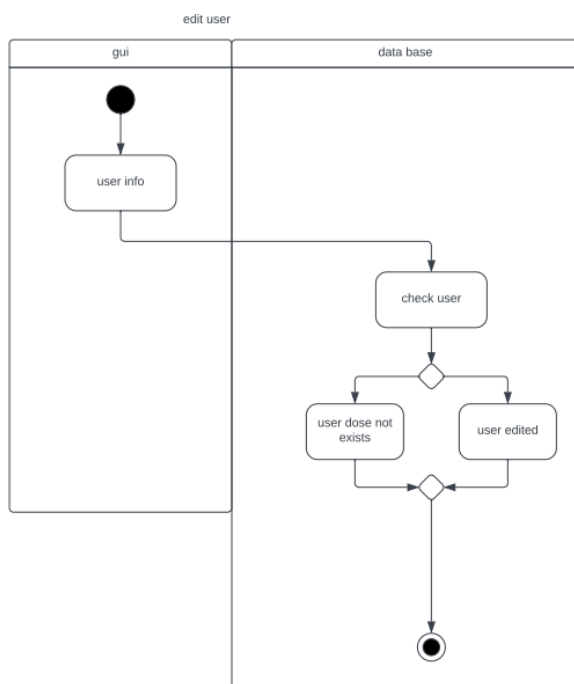 edit user
gui
data base
user info
check user
user dose not
exists
user edited